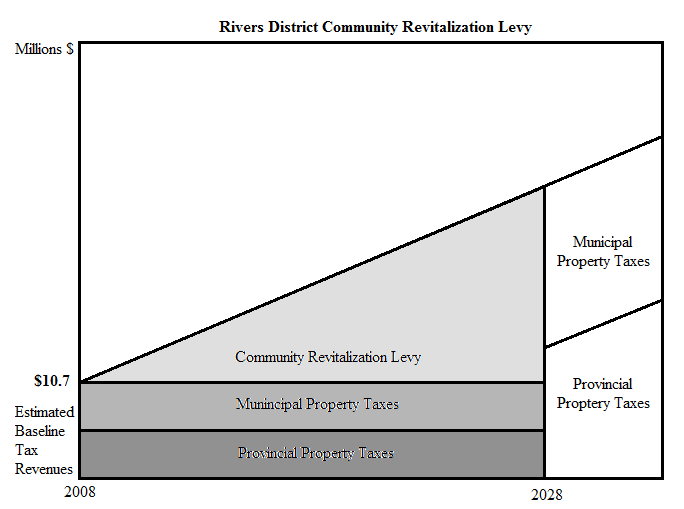 Rivers District Community Revitalization Levy
Millions $
Municipal
Property Taxes
Community Revitalization Levy
$10.7
Provincial
Proptery Taxes
Munincipal Property Taxes
Estimated
Baseline
Tax
Revenues
Provincial Property Taxes
2008
2028